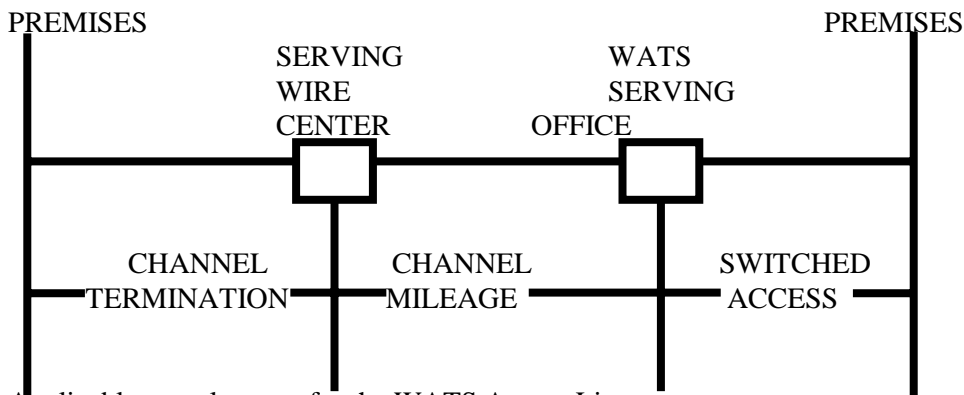 PREMISES PREMISES
SERVING WATS
WIRE SERVING
CENTER OFFICE
CHANNEL CHANNEL SWITCHED
TERMINATION MILEAGE ACCESS